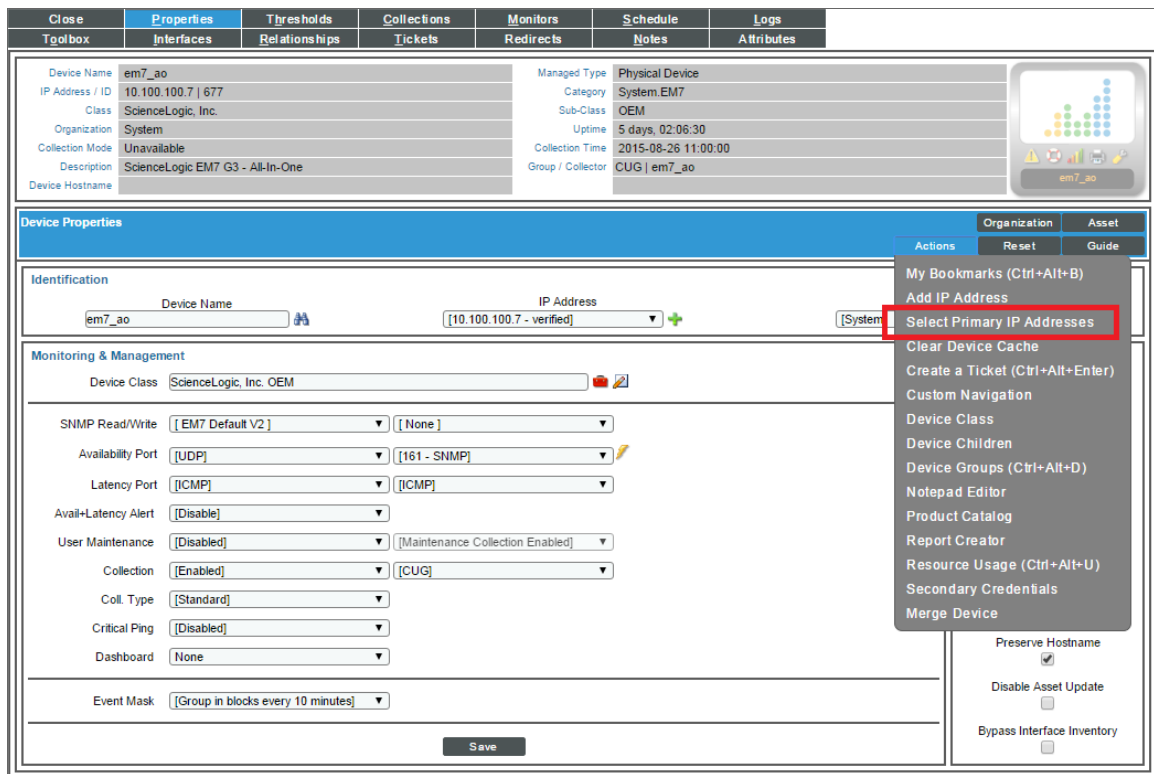 Close Properties Thresholds Collections Monitors Schedule Logs
Toolbox Interfaces Relationships Tickets Redirects Notes Attributes
Device Name em7_ao Managed Type Physical Device
IP Address / ID 10.100.100.7 | 677 Category System.EM7
Class ScienceLogic, Inc. Sub-Class OEM
Organization System Uptime 5 days, 02:06:30
Collection Mode Unavailable Collection Time 2015-08-26 11:00:00
Description ScienceLogic EM7 G3 - All-In-One Group / Collector CUG | em7_ao
Device Hostname
em7_ao
Device Properties Organization Asset
Actions Reset Guide
Identification
Device Name IP Address
em7_ao [10.100.100.7 - verified] [System
Monitoring & Management
Device Class ScienceLogic, Inc. OEM
SNMP Read/Write [ EM7 Default V2 ] [ None ]
Availability Port [UDP] [161 - SNMP]
Latency Port [ICMP] [ICMP]
Avail+Latency Alert [Disable]
User Maintenance [Disabled] [Maintenance Collection Enabled]
Collection [Enabled] [CUG]
Coll. Type [Standard]
Critical Ping [Disabled]
Dashboard None
Event Mask [Group in blocks every 10 minutes]
Save
My Bookmarks (Ctrl+Alt+B)
Add IP Address
Select Primary IP Addresses
Clear Device Cache
Create a Ticket (Ctrl+Alt+Enter)
Custom Navigation
Device Class
Device Children
Device Groups (Ctrl+Alt+D)
Notepad Editor
Product Catalog
Report Creator
Resource Usage (Ctrl+Alt+U)
Secondary Credentials
Merge Device
Preserve Hostname
Disable Asset Update
Bypass Interface Inventory